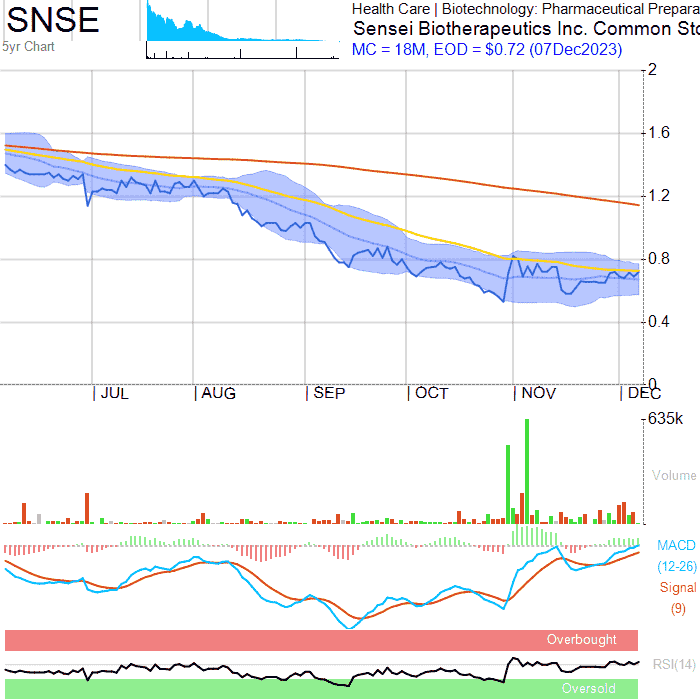 SNSE
5yr Chart
Health Care | Biotechnology: Pharmaceutical Prepara
Sensei Biotherapeutics Inc. Common Sto
MC = 18M, EOD = $0.72 (07Dec2023)
2
1.6
1.2
0.8
0.4
0
JUL
AUG
SEP
OCT
NOV
DEC
635k
Volume
MACD
(12-26)
Signal
(9)
Overbought
RSI(14)
Oversold